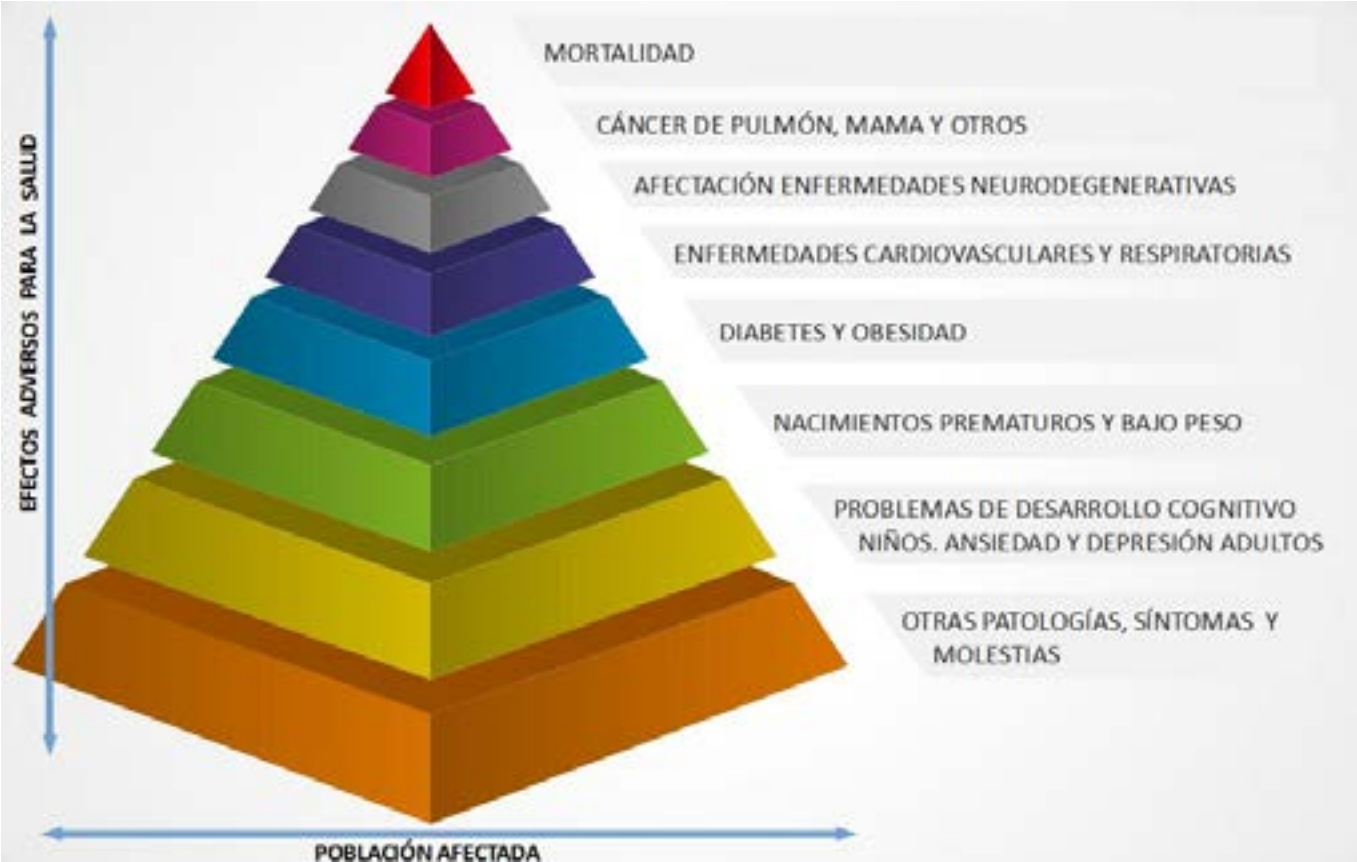 MORTALIDAD
CÁNCER DE PULMÓN, MAMA Y OTROS
AFECTACIÓN ENFERMEDADES NEURODEGENERATIVAS
ENFERMEDADES CARDIOVASCULARES Y RESPIRATORIAS
DIABETES Y OBESIDAD
NACIMIENTOS PREMATUROS Y BAJO PESO
PROBLEMAS DE DESARROLLO COGNITIVO
NIÑOS. ANSIEDAD Y DEPRESIÓN ADULTOS
OTRAS PATOLOGÍAS, SÍNTOMAS Y
MOLESTIAS
EFECTOS ADVERSOS PARA LA SALUD
POBLACIÓN AFECTADA